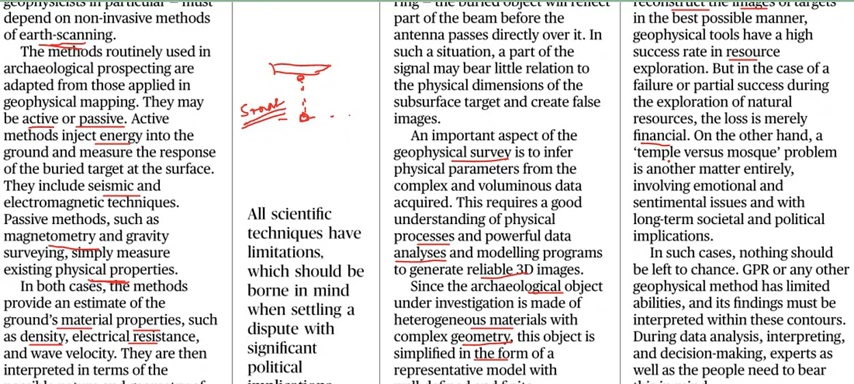 geophysicists in particular — must
depend on non-invasive methods
of earth-scanning.
The methods routinely used in
archaeological prospecting are
adapted from those applied in
geophysical mapping. They may
be active or passive. Active
methods inject energy into the
ground and measure the response
of the buried target at the surface.
They include seismic and
electromagnetic techniques.
Passive methods, such as
magnetometry and gravity
surveying, simply measure
existing physical properties.
In both cases, the methods
provide an estimate of the
ground's material properties, such
as density, electrical resistance,
and wave velocity. They are then
interpreted in terms of the
All scientific
techniques have
limitations,
which should be
borne in mind
when settling a
dispute with
significant
political
implications
ring — the buried object will reflect
part of the beam before the
antenna passes directly over it. In
such a situation, a part of the
signal may bear little relation to
the physical dimensions of the
subsurface target and create false
images.
An important aspect of the
geophysical survey is to infer
physical parameters from the
complex and voluminous data
acquired. This requires a good
understanding of physical
processes and powerful data
analyses and modelling programs
to generate reliable 3D images.
Since the archaeological object
under investigation is made of
heterogeneous materials with
complex geometry, this object is
simplified in the form of a
representative model with
reconstruct the images of targets
in the best possible manner,
geophysical tools have a high
success rate in resource
exploration. But in the case of a
failure or partial success during
the exploration of natural
resources, the loss is merely
financial. On the other hand, a
'temple versus mosque' problem
is another matter entirely,
involving emotional and
sentimental issues and with
long-term societal and political
implications.
In such cases, nothing should
be left to chance. GPR or any other
geophysical method has limited
abilities, and its findings must be
interpreted within these contours.
During data analysis, interpreting,
and decision-making, experts as
well as the people need to bear